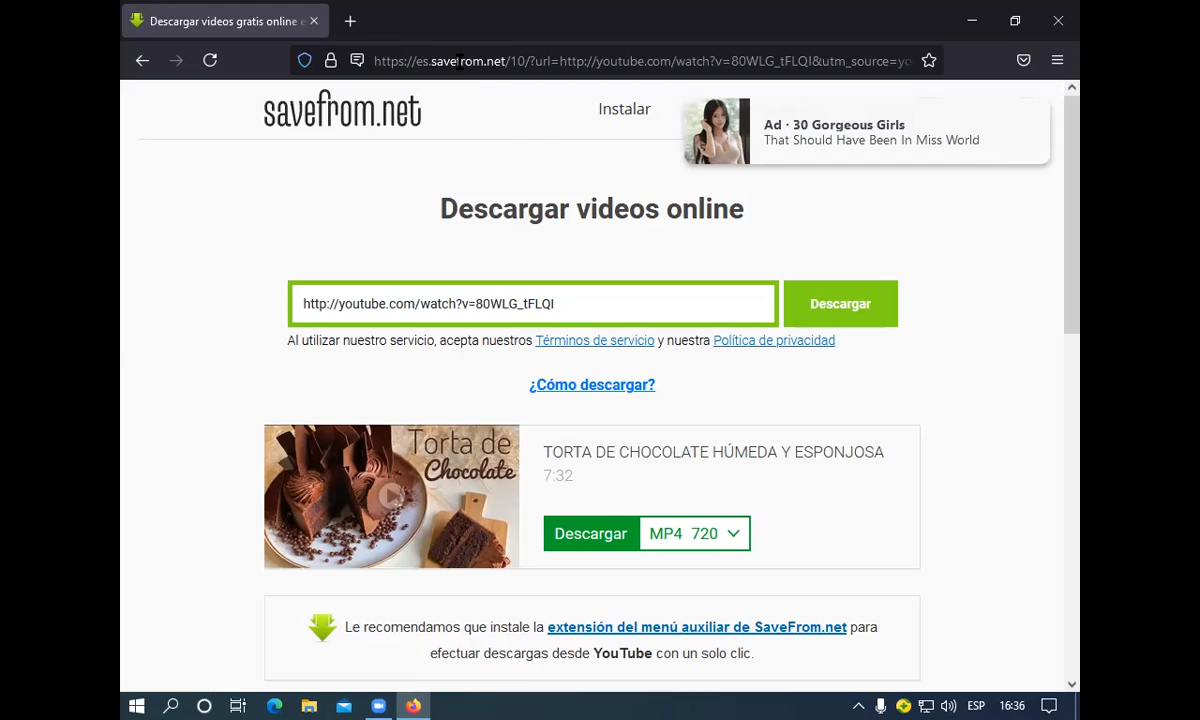 Descargar videos gratis online e
https://es.savefrom.net/10/?url=http://youtube.com/watch?v=80WLG_tFLQI&utm_source=yo
savefrom.net
Instalar
Ad · 30 Gorgeous Girls
That Should Have Been In Miss World
Descargar videos online
http://youtube.com/watch?v=80WLG_tFLQI
Descargar
Al utilizar nuestro servicio, acepta nuestros Términos de servicio y nuestra Política de privacidad
¿Cómo descargar?
Torta de
Chocolate
TORTA DE CHOCOLATE HÚMEDA Y ESPONJOSA
7:32
Descargar MP4 720
Le recomendamos que instale la extensión del menú auxiliar de SaveFrom.net para
efectuar descargas desde YouTube con un solo clic.
ESP 16:36